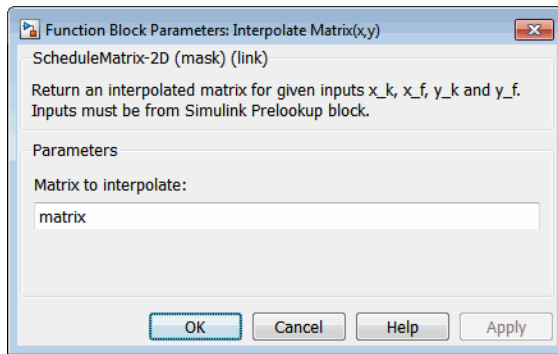 Function Block Parameters: Interpolate Matrix(x,y)
ScheduleMatrix-2D (mask) (link)
Return an interpolated matrix for given inputs x_k, x_f, y_k and y_f.
Inputs must be from Simulink Prelookup block.
Parameters
Matrix to interpolate:
matrix
OK Cancel Help Apply